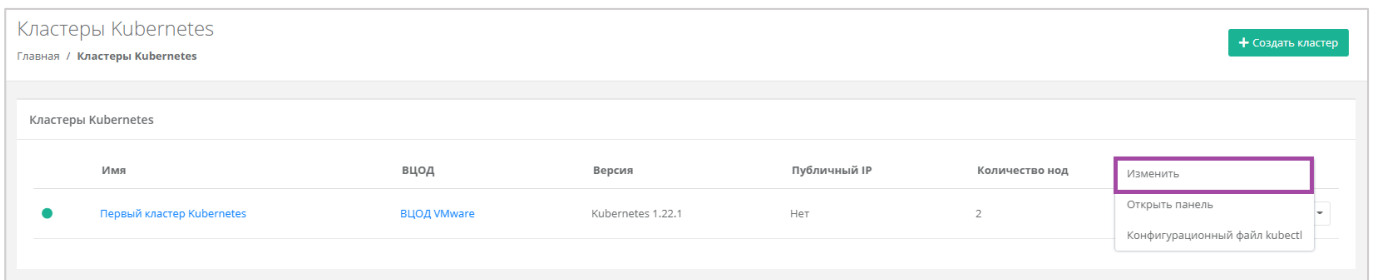 Кластеры Kubernetes
Главная / Кластеры Kubernetes
+ Создать кластер
Кластеры Kubernetes
Имя ВЦОД Версия Публичный IP Количество нод
Изменить
Первый кластер Kubernetes ВЦОД VMware Kubernetes 1.22.1 Нет 2
Открыть панель
Конфигурационный файл kubectl